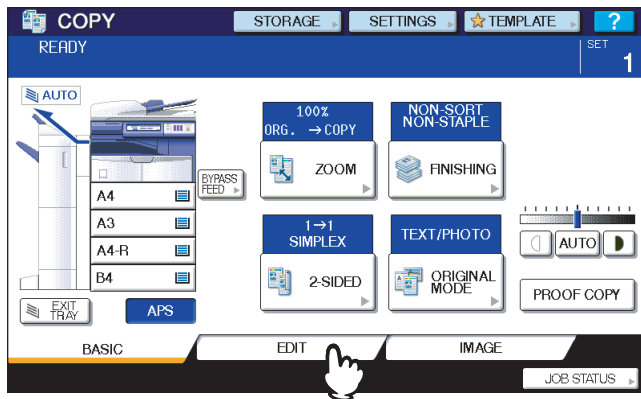 COPY
STORAGE
SETTINGS
TEMPLATE
?
READY
SET
1
AUTO
BYPASS
FEED
A4
A3
A4-R
B4
EXIT
TRAY
APS
100%
ORG. →COPY
ZOOM
NON-SORT
NON-STAPLE
FINISHING
1→1
SIMPLEX
2-SIDED
TEXT/PHOTO
ORIGINAL
MODE
AUTO
PROOF COPY
BASIC
EDIT
IMAGE
JOB STATUS